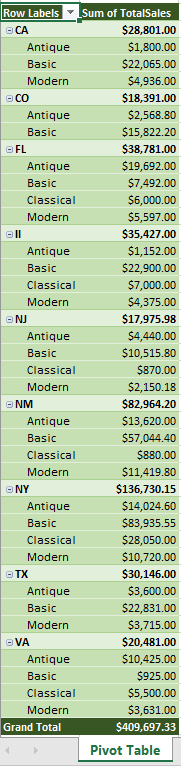 Row Labels Sum of TotalSales
CA $28,801.00
Antique $1,800.00
Basic $22,065.00
Modern $4,936.00
CO $18,391.00
Antique $2,568.80
Basic $15,822.20
FL $38,781.00
Antique $19,692.00
Basic $7,492.00
Classical $6,000.00
Modern $5,597.00
Il $35,427.00
Antique $1,152.00
Basic $22,900.00
Classical $7,000.00
Modern $4,375.00
NJ $17,975.98
Antique $4,440.00
Basic $10,515.80
Classical $870.00
Modern $2,150.18
NM $82,964.20
Antique $13,620.00
Basic $57,044.40
Classical $880.00
Modern $11,419.80
NY $136,730.15
Antique $14,024.60
Basic $83,935.55
Classical $28,050.00
Modern $10,720.00
TX $30,146.00
Antique $3,600.00
Basic $22,831.00
Modern $3,715.00
VA $20,481.00
Antique $10,425.00
Basic $925.00
Classical $5,500.00
Modern $3,631.00
Grand Total $409,697.33
Pivot Table